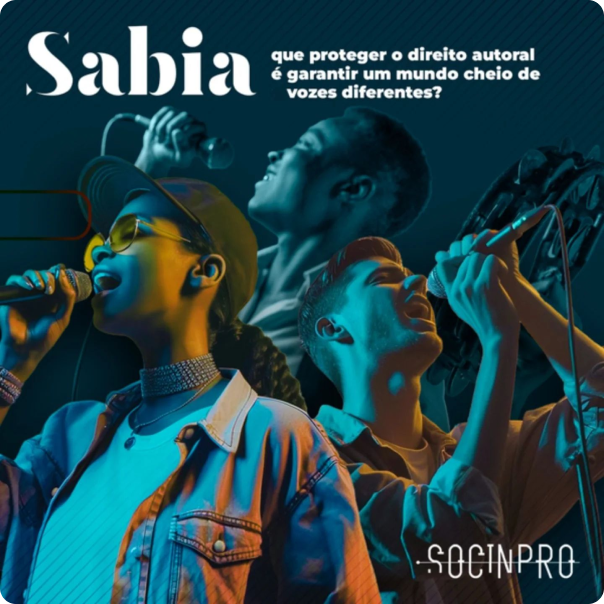 Sabia
que proteger o direito autoral
é garantir um mundo cheio de
vozes diferentes?
SOCINPRO